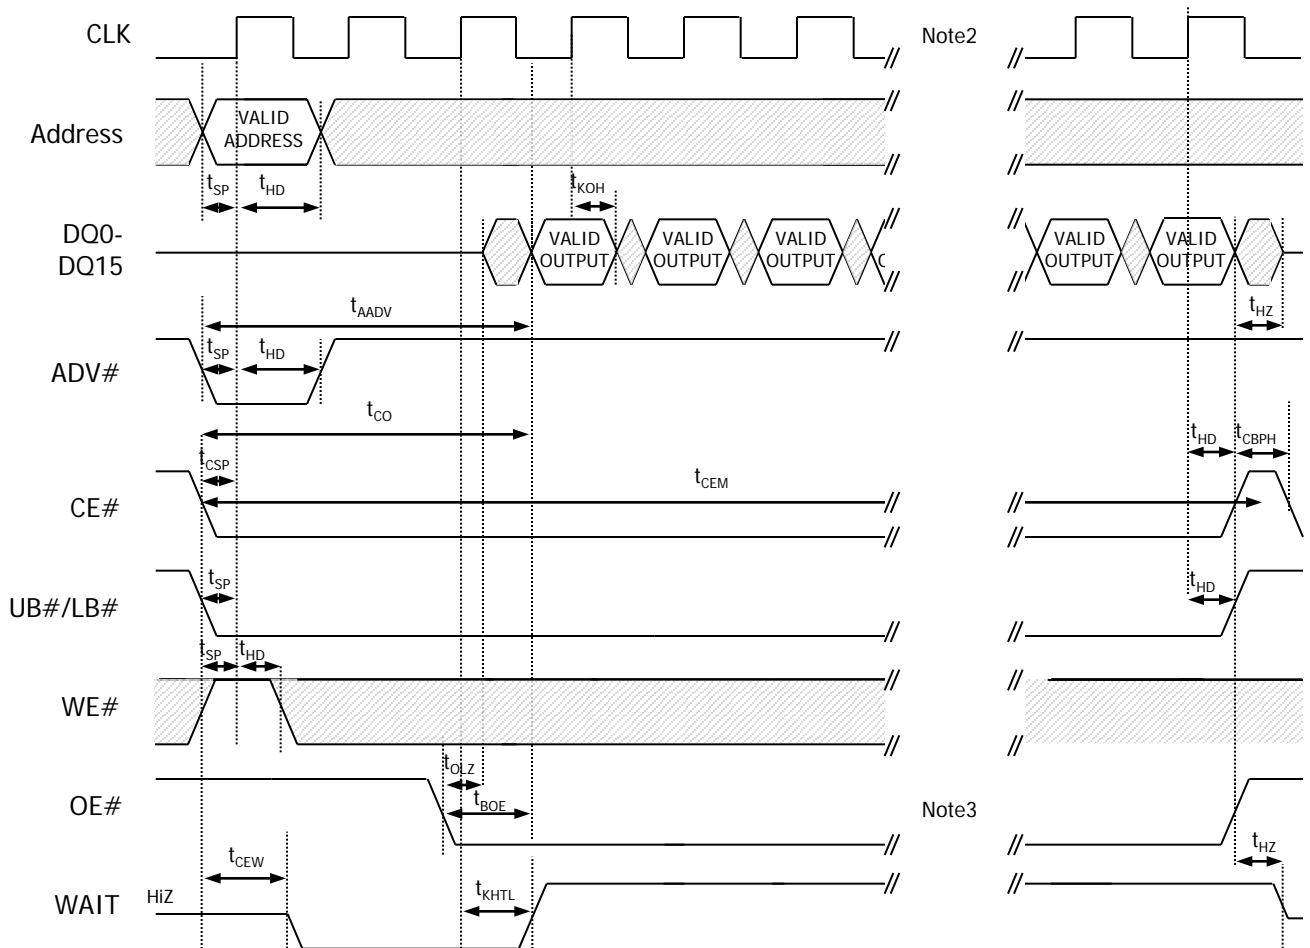 CLK
Note2
Address
VALID
ADDRESS
tSP
tHD
tKOH
DQ0-
DQ15
VALID
OUTPUT
VALID
OUTPUT
VALID
OUTPUT
VALID
OUTPUT
VALID
OUTPUT
tAADV
tHZ
ADV#
tSP
tHD
tCO
tHD
tCBPH
tCSP
tCEM
CE#
UB#/LB#
tSP
tHD
tSP
tHD
WE#
tOLZ
OE#
tBOE
Note3
tCEW
tHZ
WAIT
HiZ
tKHTL